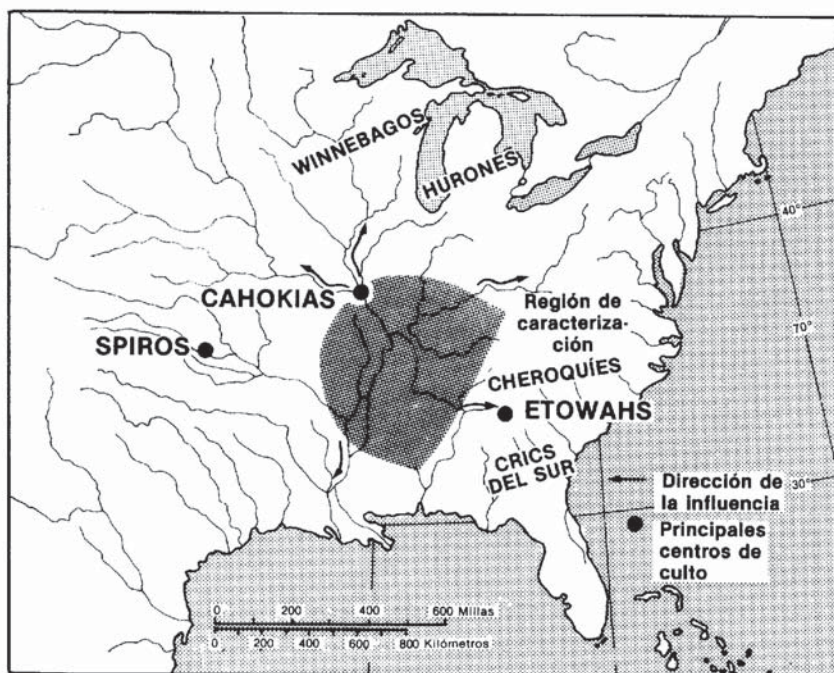 WINNEBAGOS
HURONES
40°
CAHOKIAS
Región de
caracteriza-
ción
70°
SPIROS
CHEROQUÍES
ETOWAHS
CRICS
DEL SUR
30°
Dirección de
la influencia
Principales
centros de
culto
0 200 400 600 Millas
0 200 400 600 800 Kilómetros